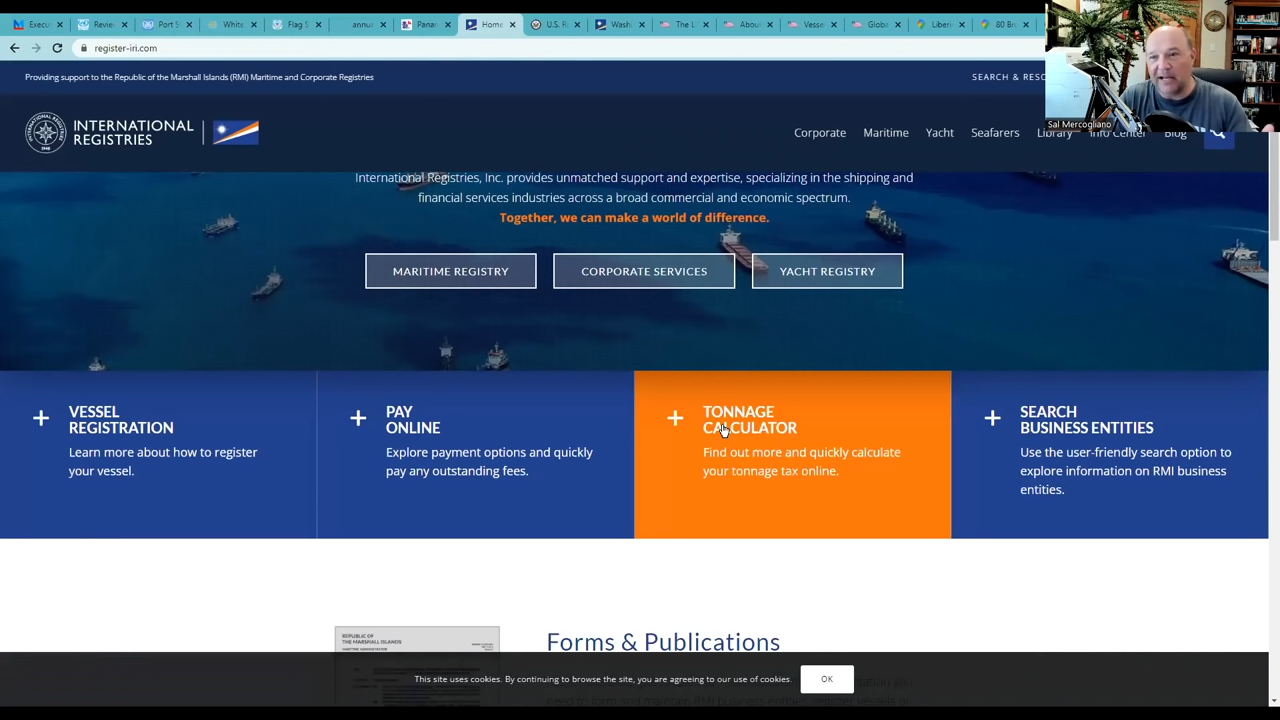 Execu
Review
Port S
White
Flag S
annu
Panam
Home
U.S. R
Wash
The L
About
Vesse
Globa
Liberi
80 Br
register-iri.com
Providing support to the Republic of the Marshall Islands (RMI) Maritime and Corporate Registries
SEARCH & RESO
Sal Mercogliano
INTERNATIONAL
REGISTRIES
Corporate
Maritime
Yacht
Seafarers
Library
Info Center
Blog
International Registries, Inc. provides unmatched support and expertise, specializing in the shipping and
financial services industries across a broad commercial and economic spectrum.
Together, we can make a world of difference.
MARITIME REGISTRY
CORPORATE SERVICES
YACHT REGISTRY
VESSEL
REGISTRATION
Learn more about how to register
your vessel.
PAY
ONLINE
Explore payment options and quickly
pay any outstanding fees.
TONNAGE
CALCULATOR
Find out more and quickly calculate
your tonnage tax online.
SEARCH
BUSINESS ENTITIES
Use the user-friendly search option to
explore information on RMI business
entities.
REPUBLIC OF
THE MARSHALL ISLANDS
MARITIME ADMINISTRATOR
Forms & Publications
This site uses cookies. By continuing to browse the site, you are agreeing to our use of cookies.
OK